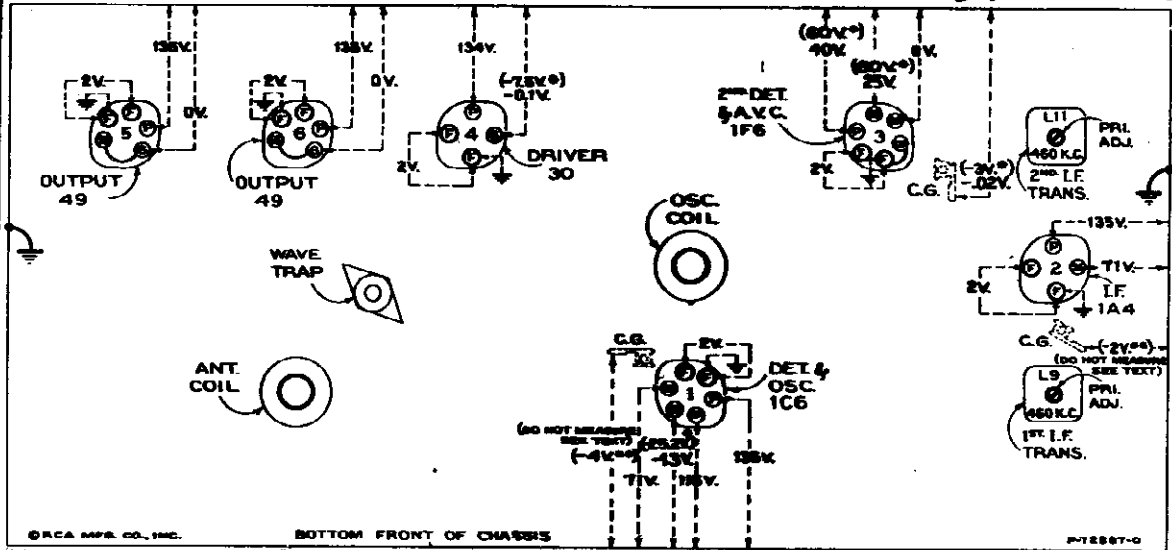 135V.
135V.
134V.
(-7.5V.*)
-0.1V.
(60V.*)
40V.
(60V.*)
25V.
0V.
2V.
0V.
2V.
0V.
2V.
2V.
5
6
4
3
F
P
G
2ND DET.
& A.V.C.
1F6
L11
460 K.C.
PRI.
ADJ.
2ND I.F.
TRANS.
C.G.
(-3V.*)
-.02V.
OUTPUT
49
OUTPUT
49
DRIVER
30
OSC.
COIL
WAVE
TRAP
135V.
71V.
2V.
2
I.F.
1A4
C.G.
(-2V.**)
(DO NOT MEASURE
SEE TEXT)
L9
460 K.C.
PRI.
ADJ.
1ST. I.F.
TRANS.
ANT.
COIL
C.G.
2V.
1
DET. &
OSC.
1C6
(DO NOT MEASURE
SEE TEXT)
(-4V.**)
-13V.
71V.
135V.
© RCA MFG. CO., INC.
BOTTOM FRONT OF CHASSIS